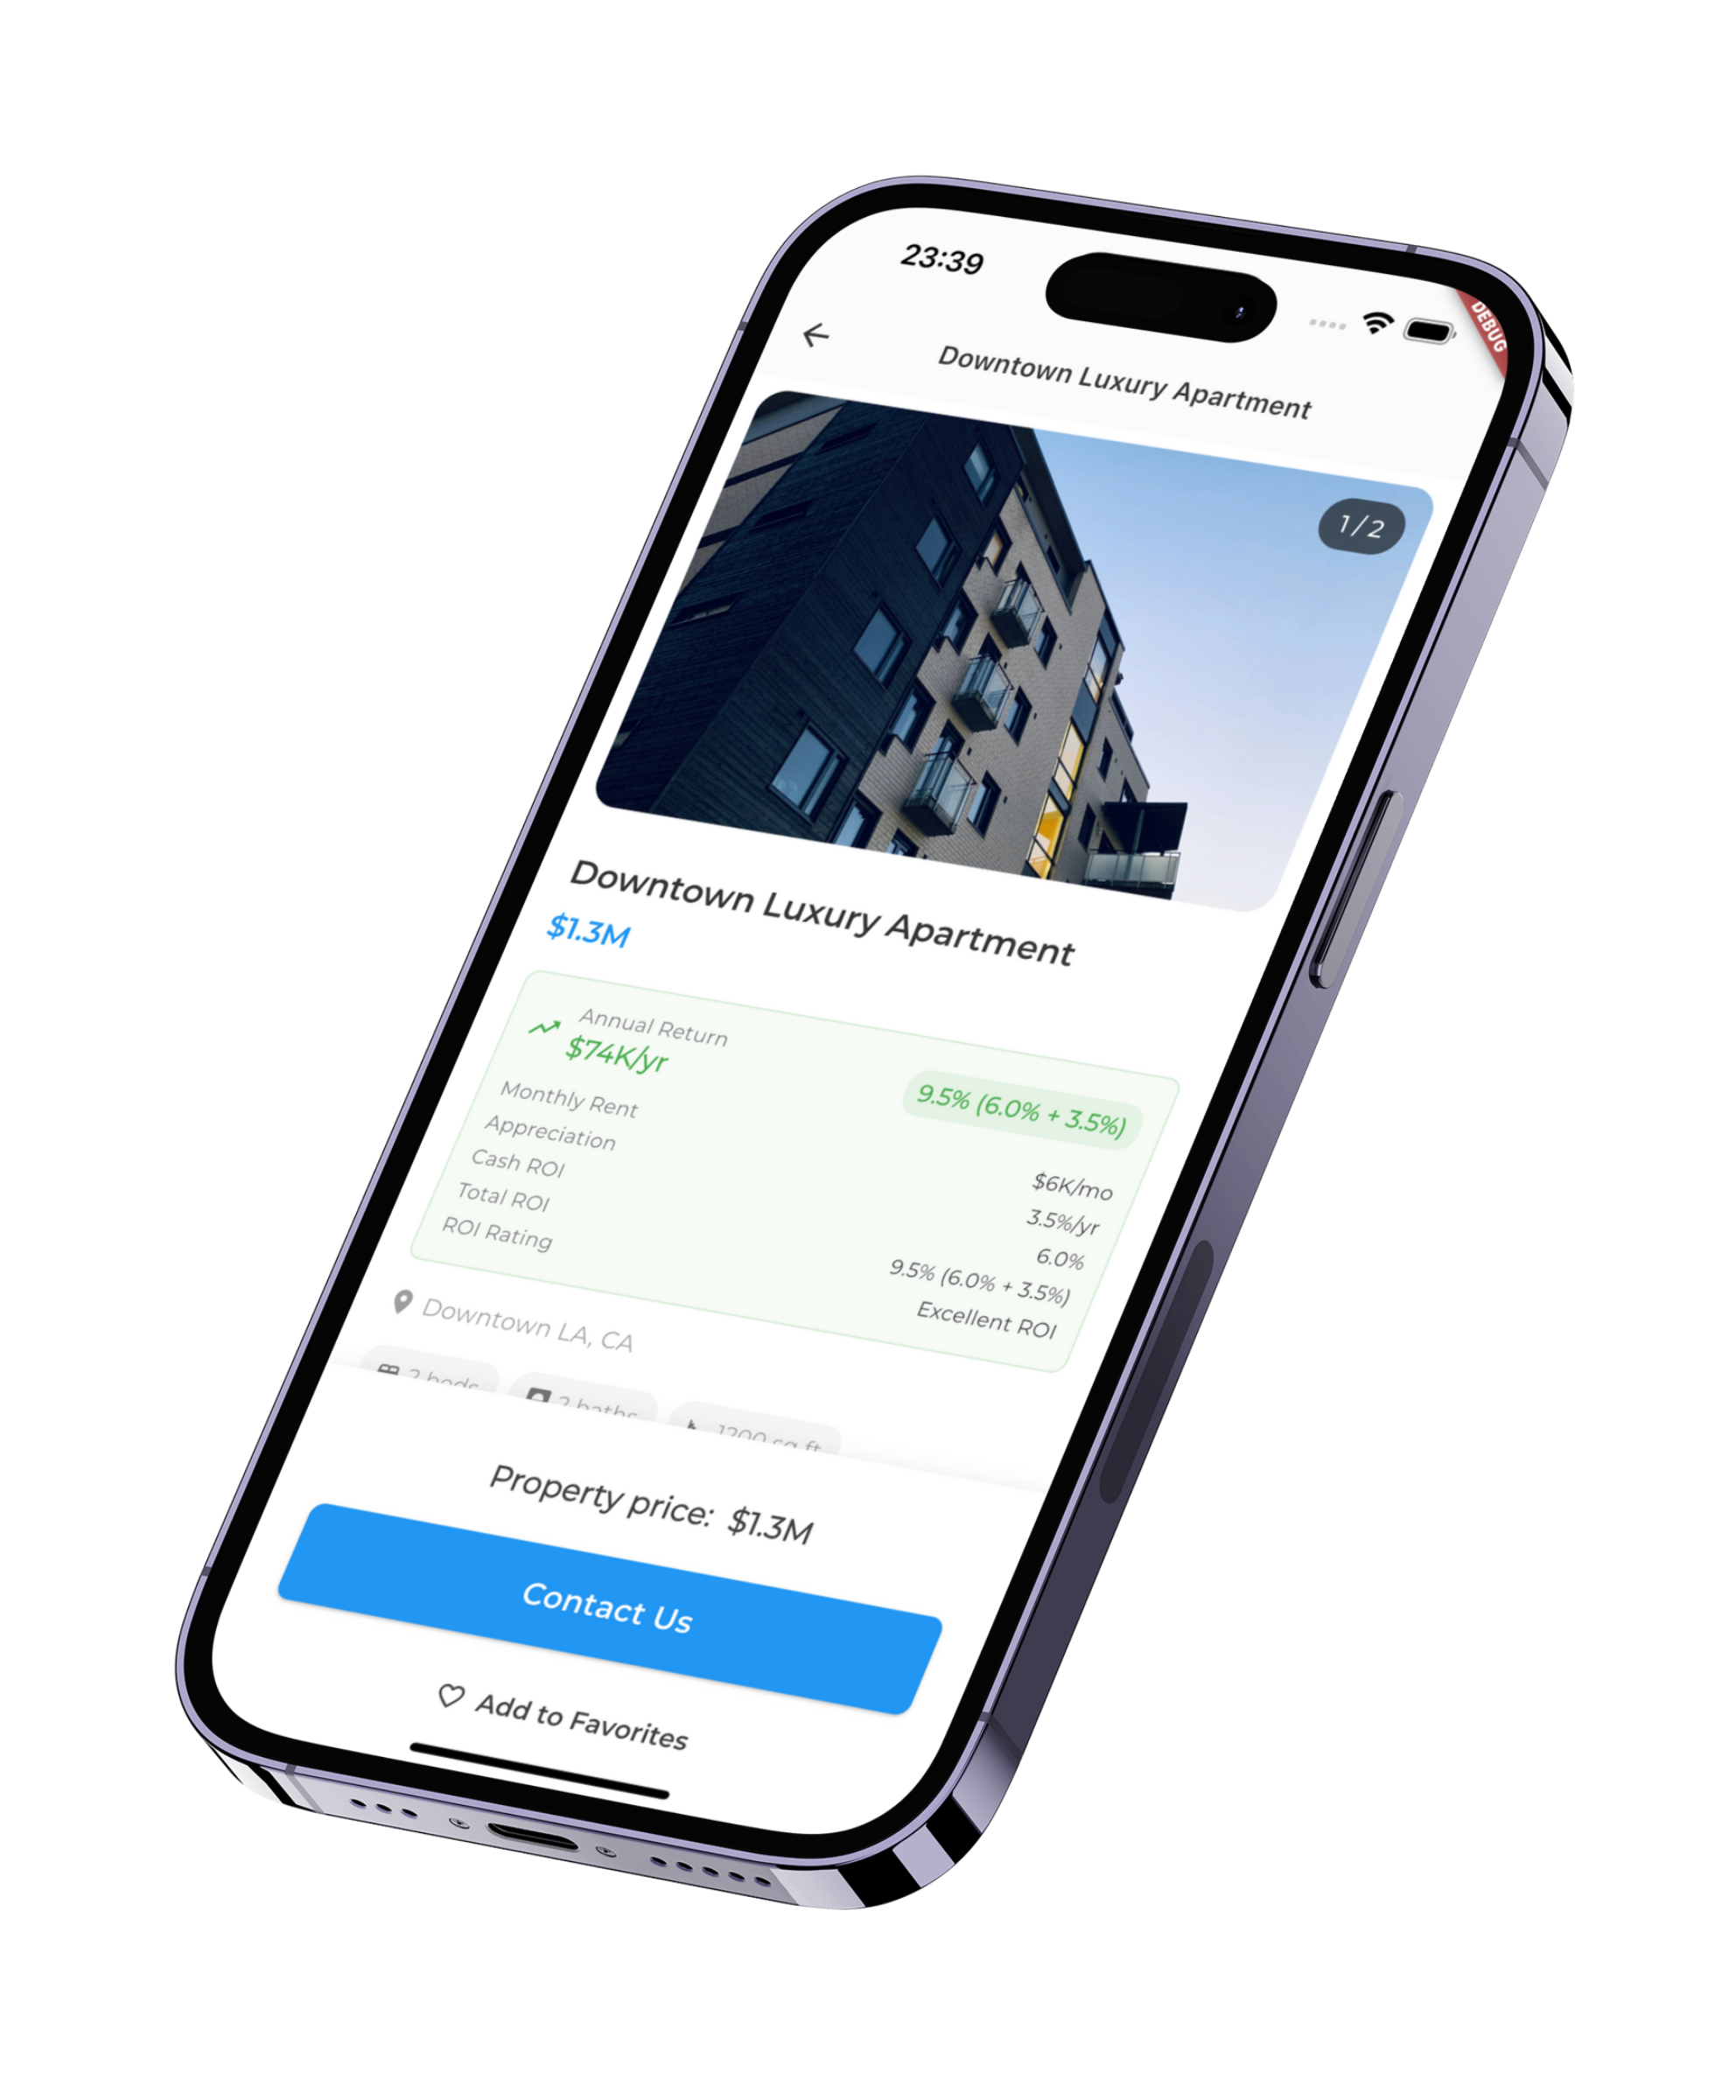 23:39
DEBUG
Downtown Luxury Apartment
1/2
Downtown Luxury Apartment
$1.3M
Annual Return
$74K/yr
9.5% (6.0% + 3.5%)
Monthly Rent $6K/mo
Appreciation 3.5%/yr
Cash ROI 6.0%
Total ROI 9.5% (6.0% + 3.5%)
ROI Rating Excellent ROI
Downtown LA, CA
2 beds 2 baths 1200 sq ft
Property price: $1.3M
Contact Us
Add to Favorites